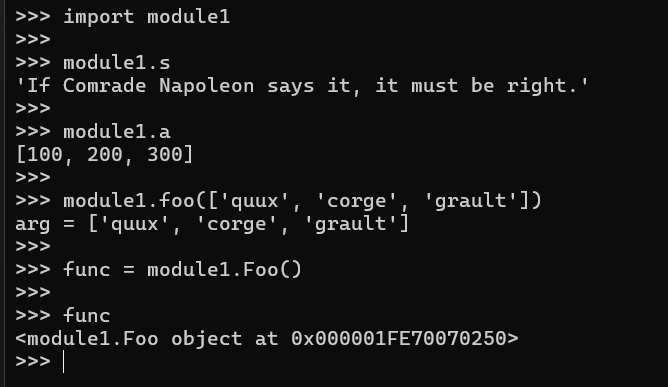 >>> import module1
>>>
>>> module1.s
'If Comrade Napoleon says it, it must be right.'
>>>
>>> module1.a
[100, 200, 300]
>>>
>>> module1.foo(['quux', 'corge', 'grault'])
arg = ['quux', 'corge', 'grault']
>>>
>>> func = module1.Foo()
>>>
>>> func
<module1.Foo object at 0x000001FE70070250>
>>>